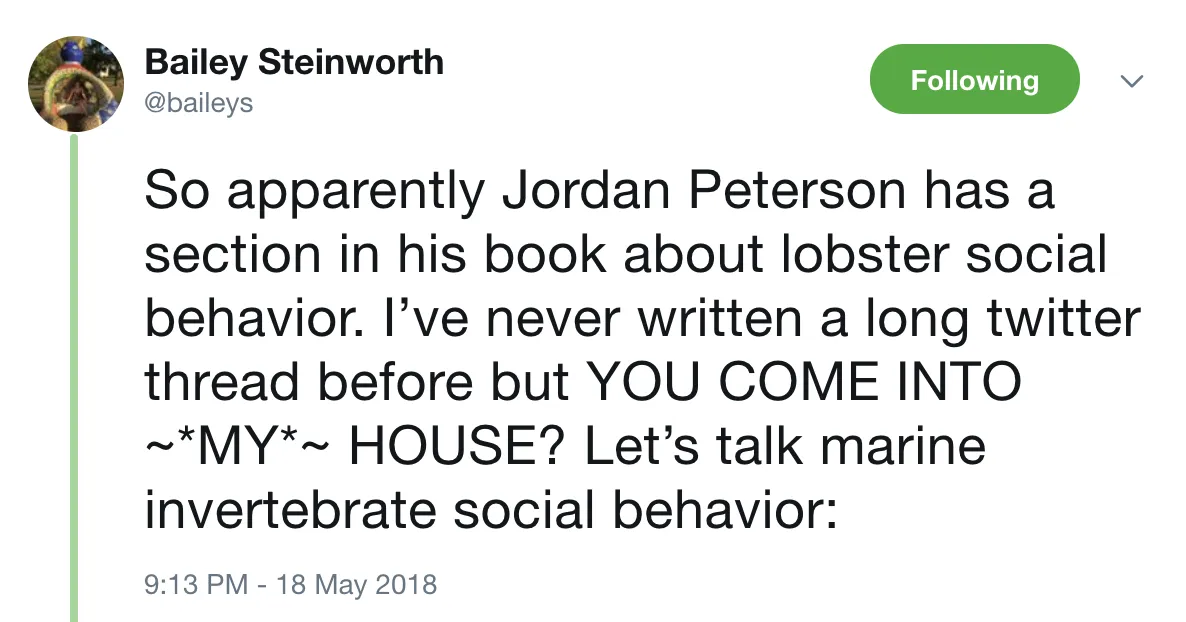 Bailey Steinworth
@baileys
Following
So apparently Jordan Peterson has a
section in his book about lobster social
behavior. I’ve never written a long twitter
thread before but YOU COME INTO
~*MY*~ HOUSE? Let’s talk marine
invertebrate social behavior:
9:13 PM - 18 May 2018